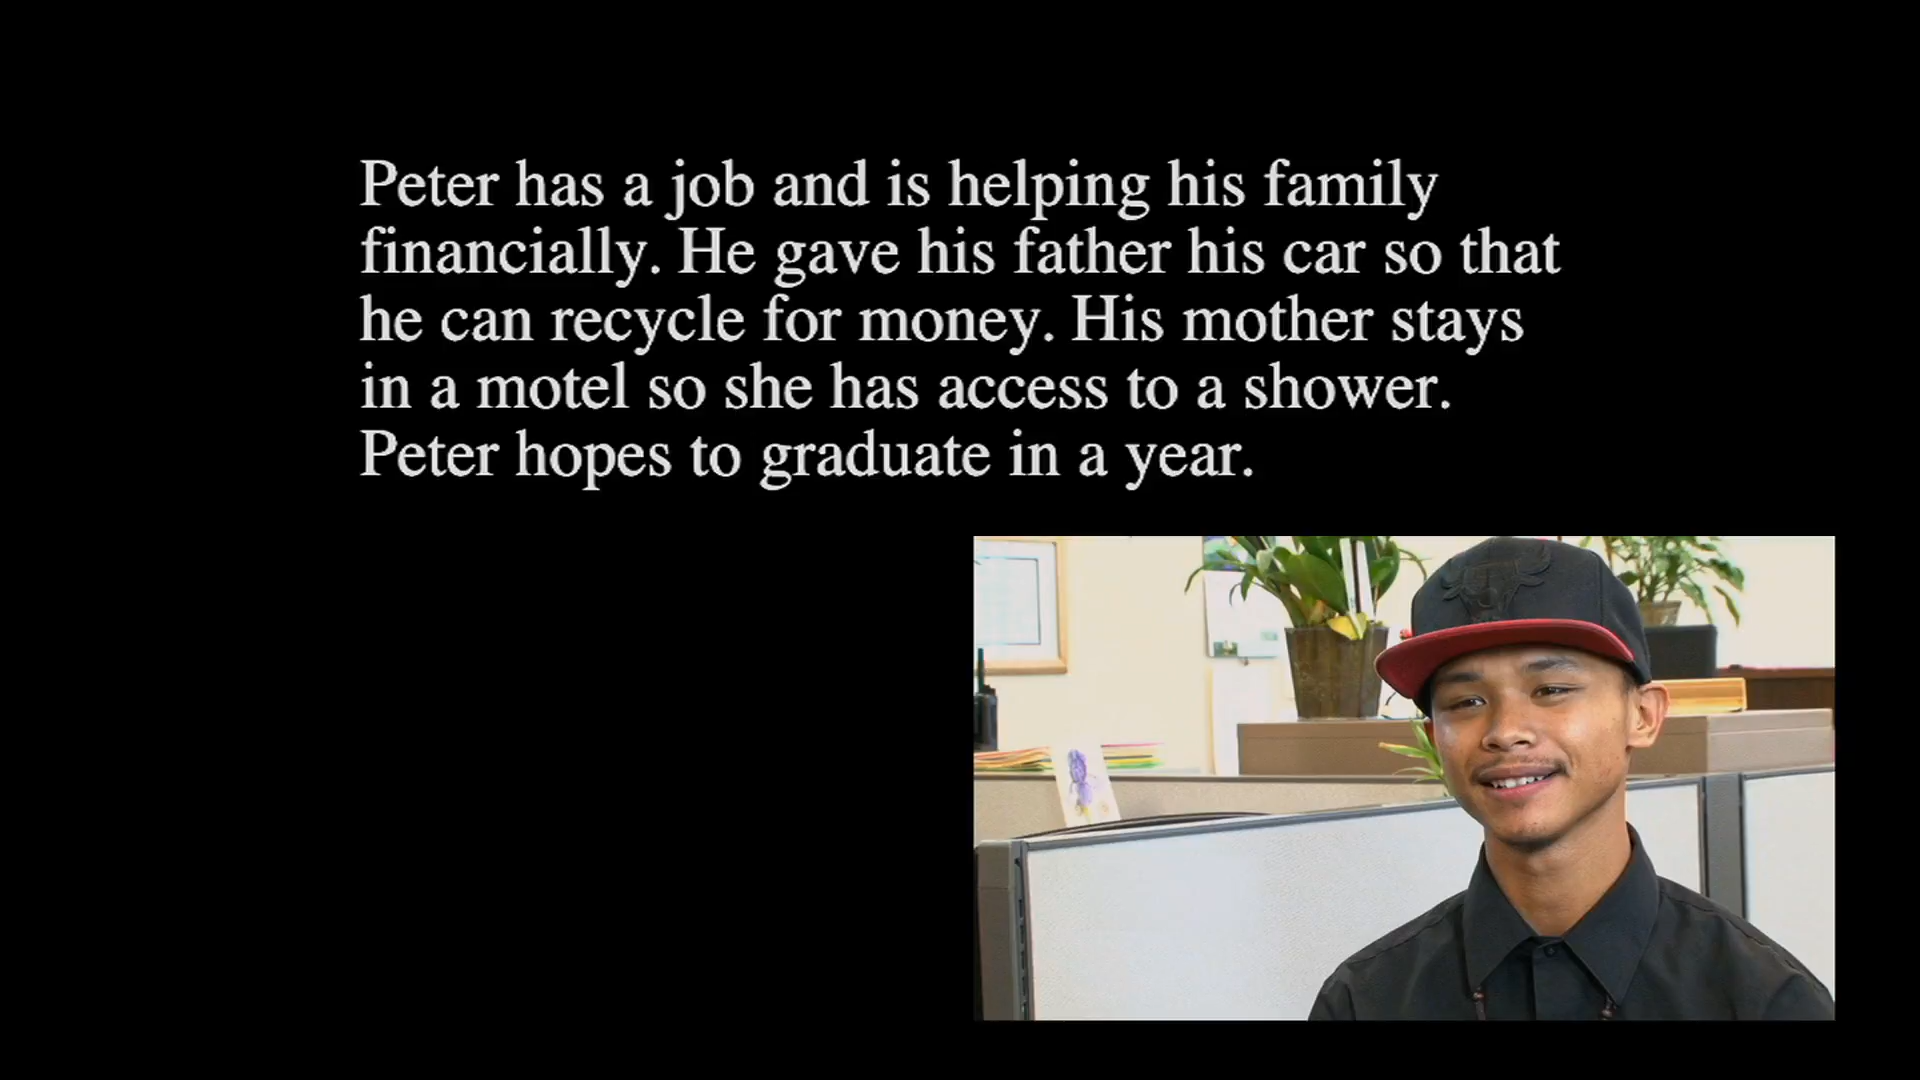 Peter has a job and is helping his family
financially. He gave his father his car so that
he can recycle for money. His mother stays
in a motel so she has access to a shower.
Peter hopes to graduate in a year.